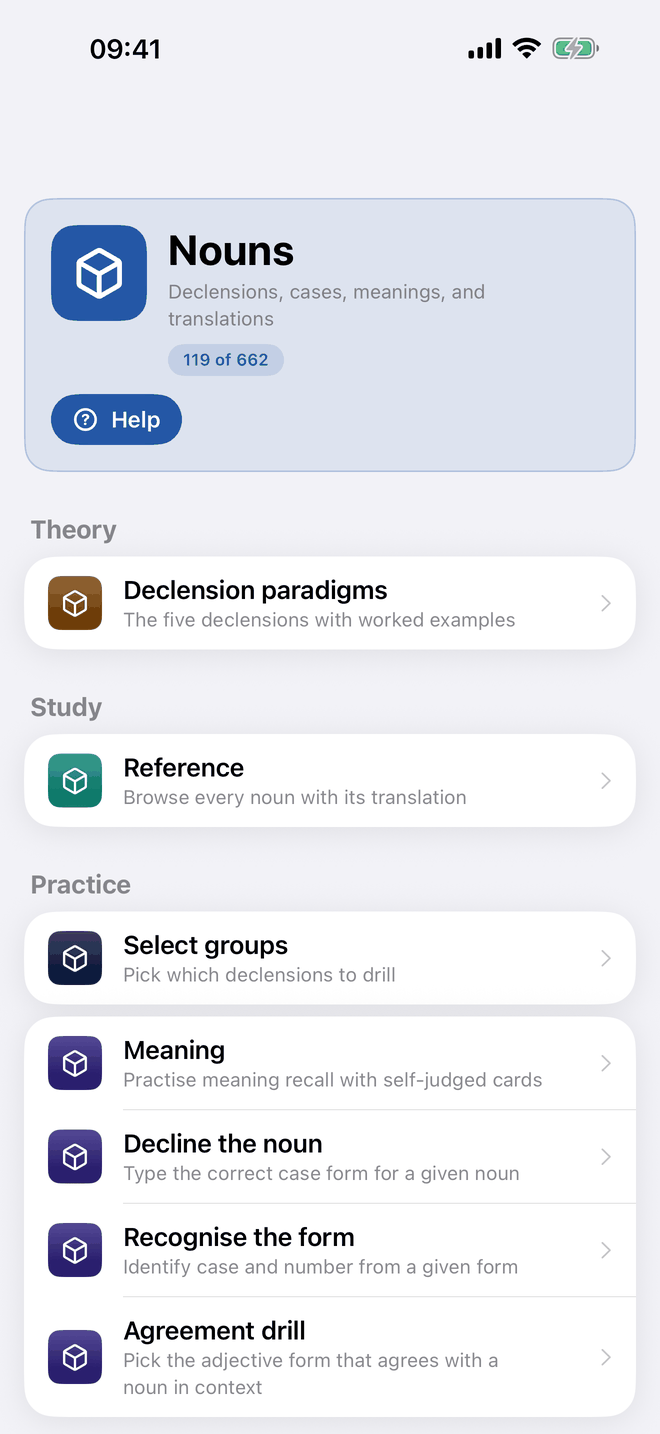 09:41
Nouns
Declensions, cases, meanings, and
translations
119 of 662
Help
Theory
Declension paradigms
The five declensions with worked examples
Study
Reference
Browse every noun with its translation
Practice
Select groups
Pick which declensions to drill
Meaning
Practise meaning recall with self-judged cards
Decline the noun
Type the correct case form for a given noun
Recognise the form
Identify case and number from a given form
Agreement drill
Pick the adjective form that agrees with a
noun in context